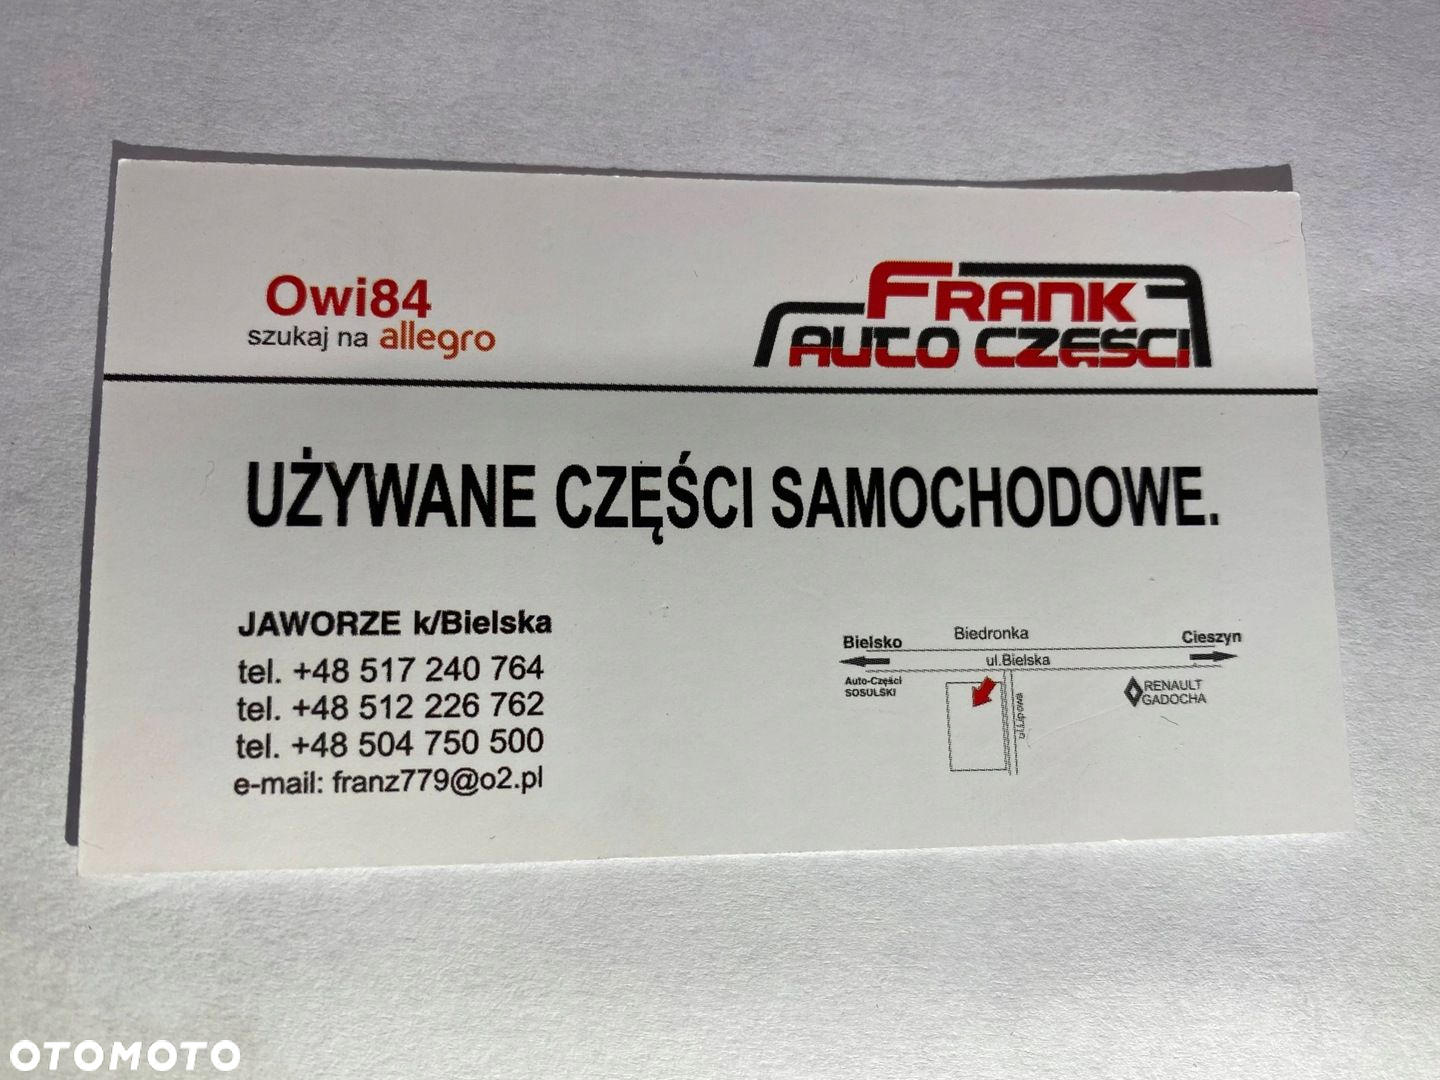 Owi84
szukaj na allegro
FRANK
AUTO CZĘŚCI
UŻYWANE CZĘŚCI SAMOCHODOWE.
JAWORZE k/Bielska
tel. +48 517 240 764
tel. +48 512 226 762
tel. +48 504 750 500
e-mail: franz779@o2.pl
Bielsko
Biedronka
Cieszyn
ul.Bielska
Auto-Części
SOSULSKI
ul.Lipowa
RENAULT
GADOCHA
OTOMOTO